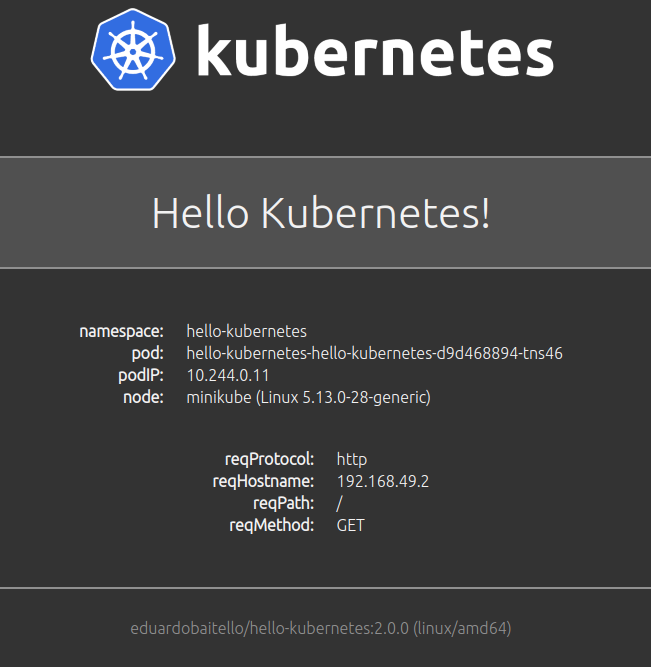 kubernetes
Hello Kubernetes!
namespace: hello-kubernetes
pod: hello-kubernetes-hello-kubernetes-d9d468894-tns46
podIP: 10.244.0.11
node: minikube (Linux 5.13.0-28-generic)
reqProtocol: http
reqHostname: 192.168.49.2
reqPath: /
reqMethod: GET
eduardobaitello/hello-kubernetes:2.0.0 (linux/amd64)